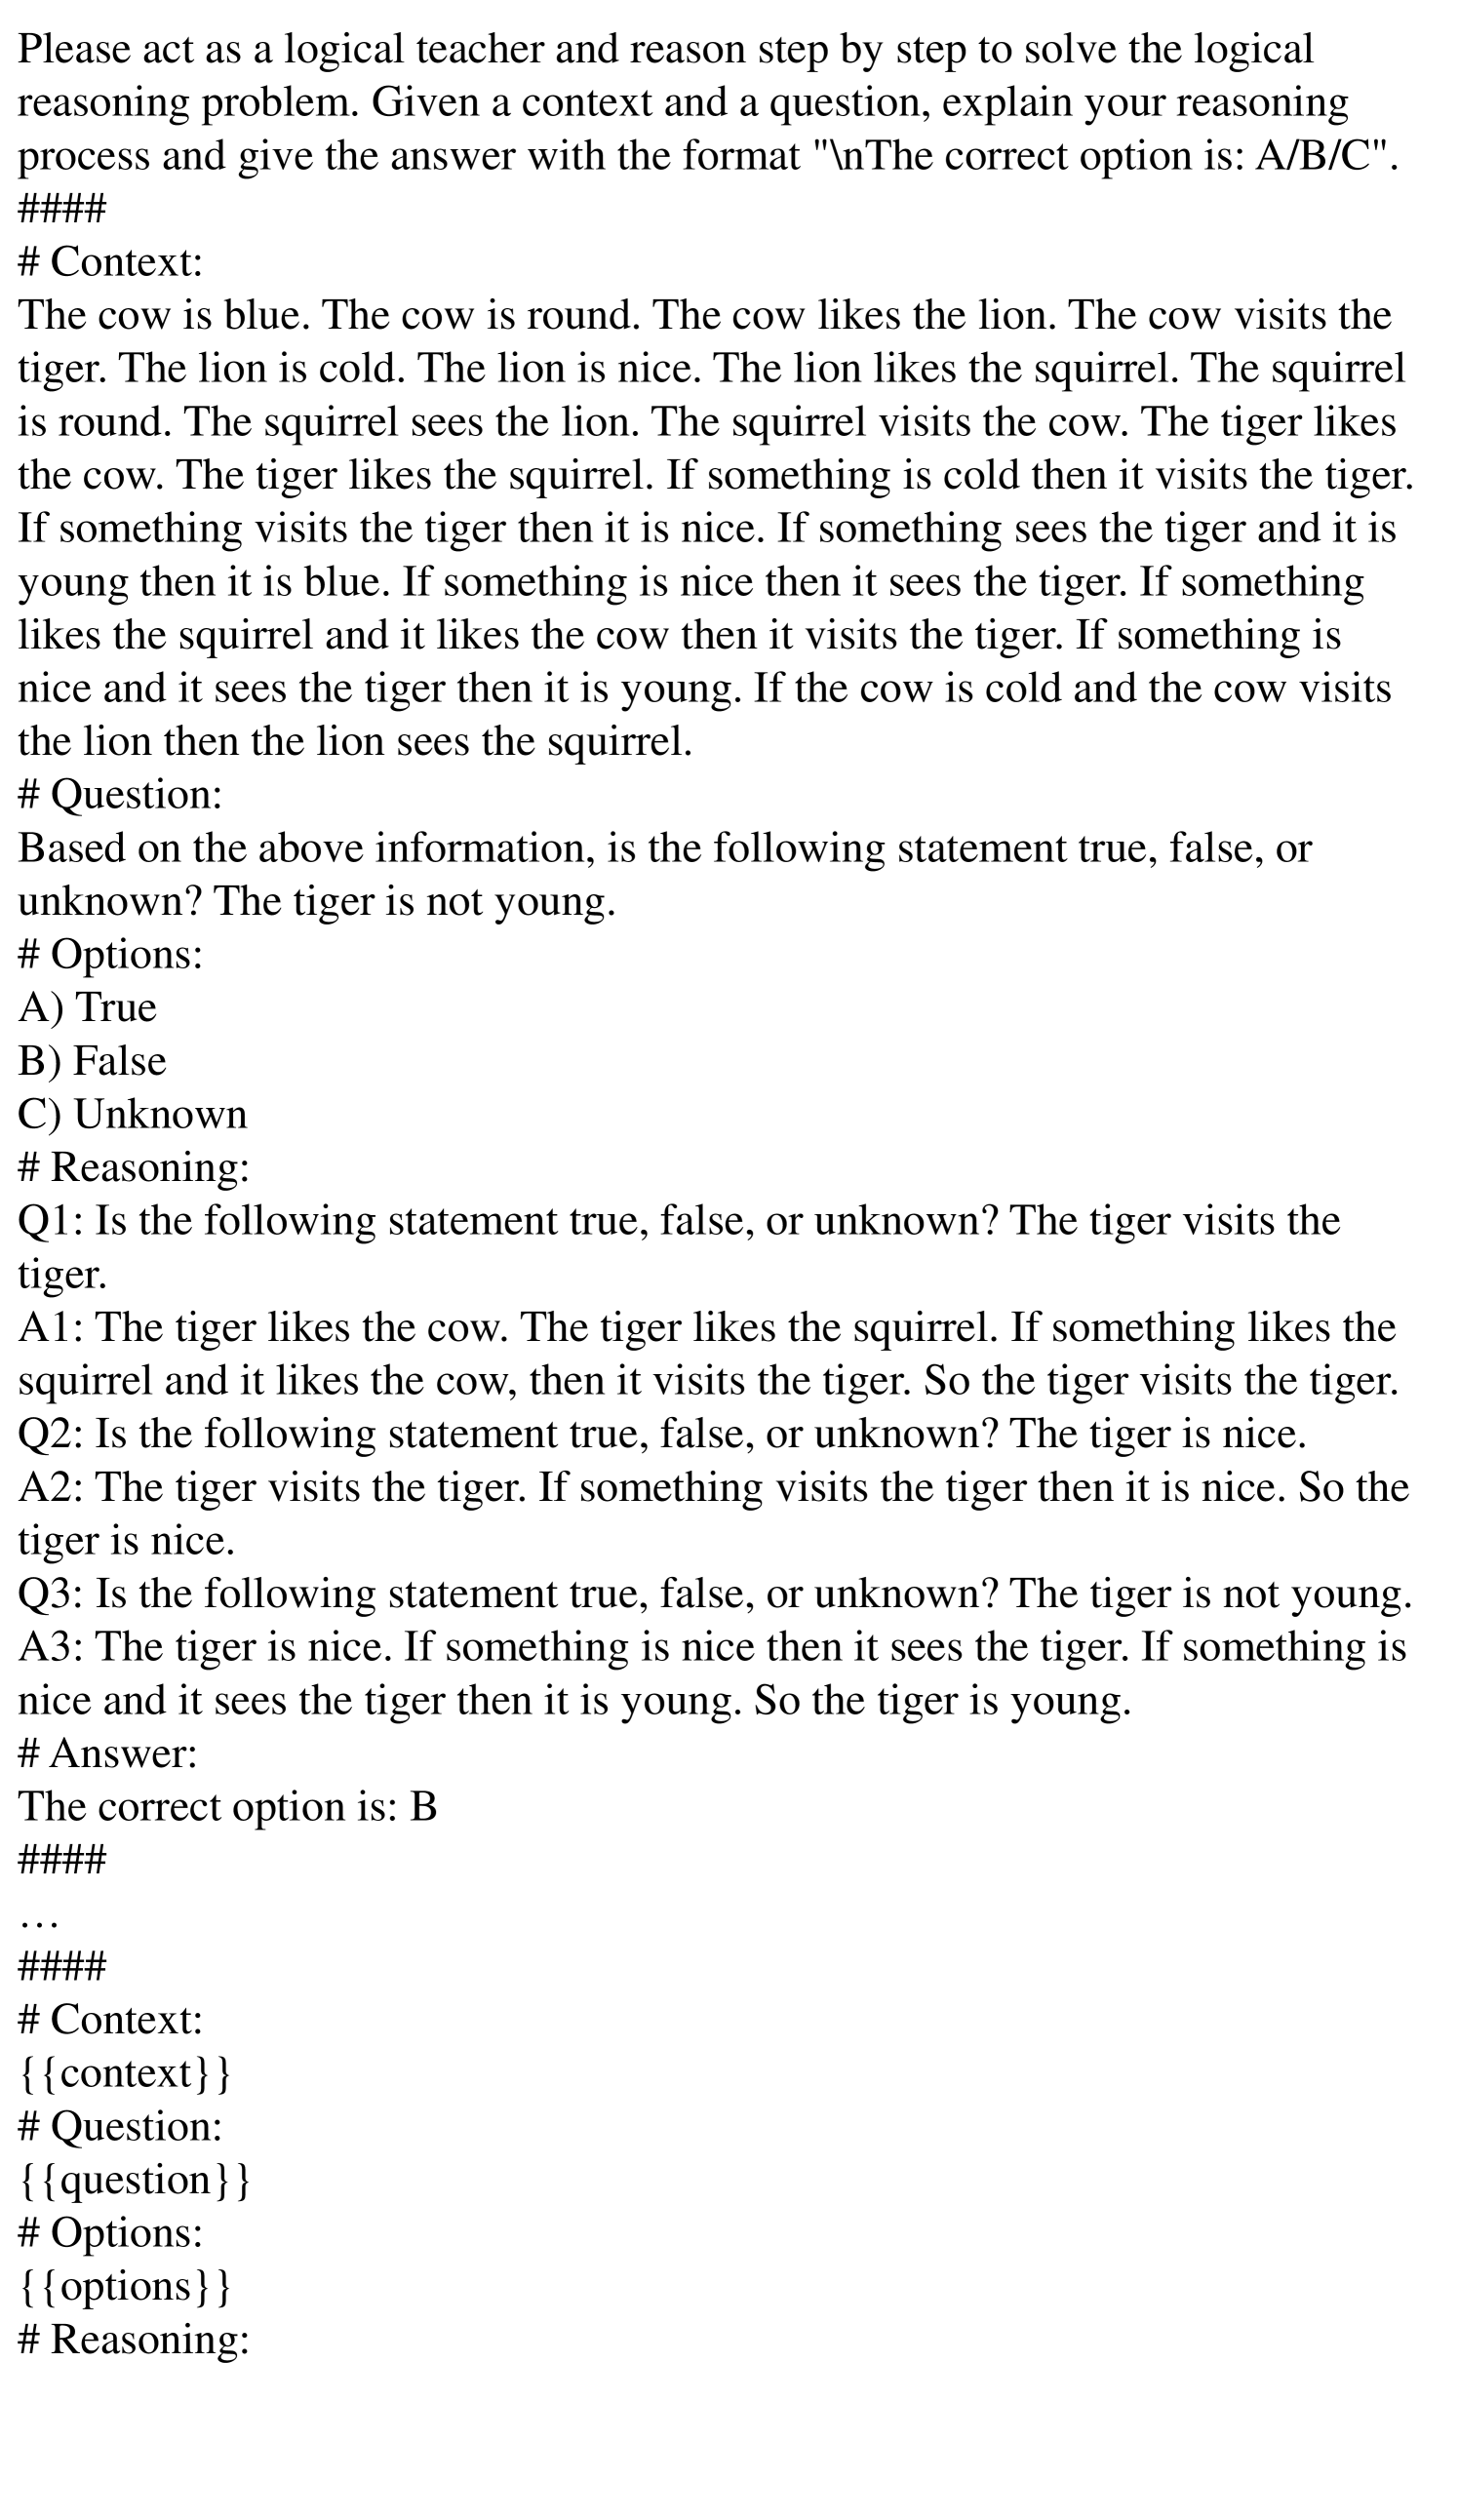 Please act as a logical teacher and reason step by step to solve the logical
reasoning problem. Given a context and a question, explain your reasoning
process and give the answer with the format "\nThe correct option is: A/B/C".
####
# Context:
The cow is blue. The cow is round. The cow likes the lion. The cow visits the
tiger. The lion is cold. The lion is nice. The lion likes the squirrel. The squirrel
is round. The squirrel sees the lion. The squirrel visits the cow. The tiger likes
the cow. The tiger likes the squirrel. If something is cold then it visits the tiger.
If something visits the tiger then it is nice. If something sees the tiger and it is
young then it is blue. If something is nice then it sees the tiger. If something
likes the squirrel and it likes the cow then it visits the tiger. If something is
nice and it sees the tiger then it is young. If the cow is cold and the cow visits
the lion then the lion sees the squirrel.
# Question:
Based on the above information, is the following statement true, false, or
unknown? The tiger is not young.
# Options:
A) True
B) False
C) Unknown
# Reasoning:
Q1: Is the following statement true, false, or unknown? The tiger visits the
tiger.
A1: The tiger likes the cow. The tiger likes the squirrel. If something likes the
squirrel and it likes the cow, then it visits the tiger. So the tiger visits the tiger.
Q2: Is the following statement true, false, or unknown? The tiger is nice.
A2: The tiger visits the tiger. If something visits the tiger then it is nice. So the
tiger is nice.
Q3: Is the following statement true, false, or unknown? The tiger is not young.
A3: The tiger is nice. If something is nice then it sees the tiger. If something is
nice and it sees the tiger then it is young. So the tiger is young.
# Answer:
The correct option is: B
####
…
####
# Context:
{{context}}
# Question:
{{question}}
# Options:
{{options}}
# Reasoning: